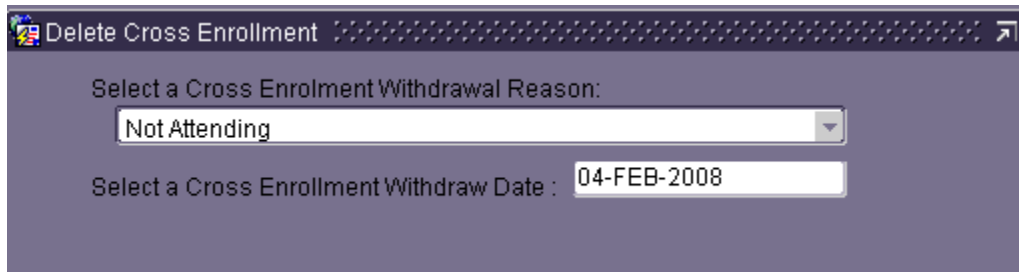 Delete Cross Enrollment
Select a Cross Enrolment Withdrawal Reason:
Not Attending
Select a Cross Enrollment Withdraw Date : 04-FEB-2008